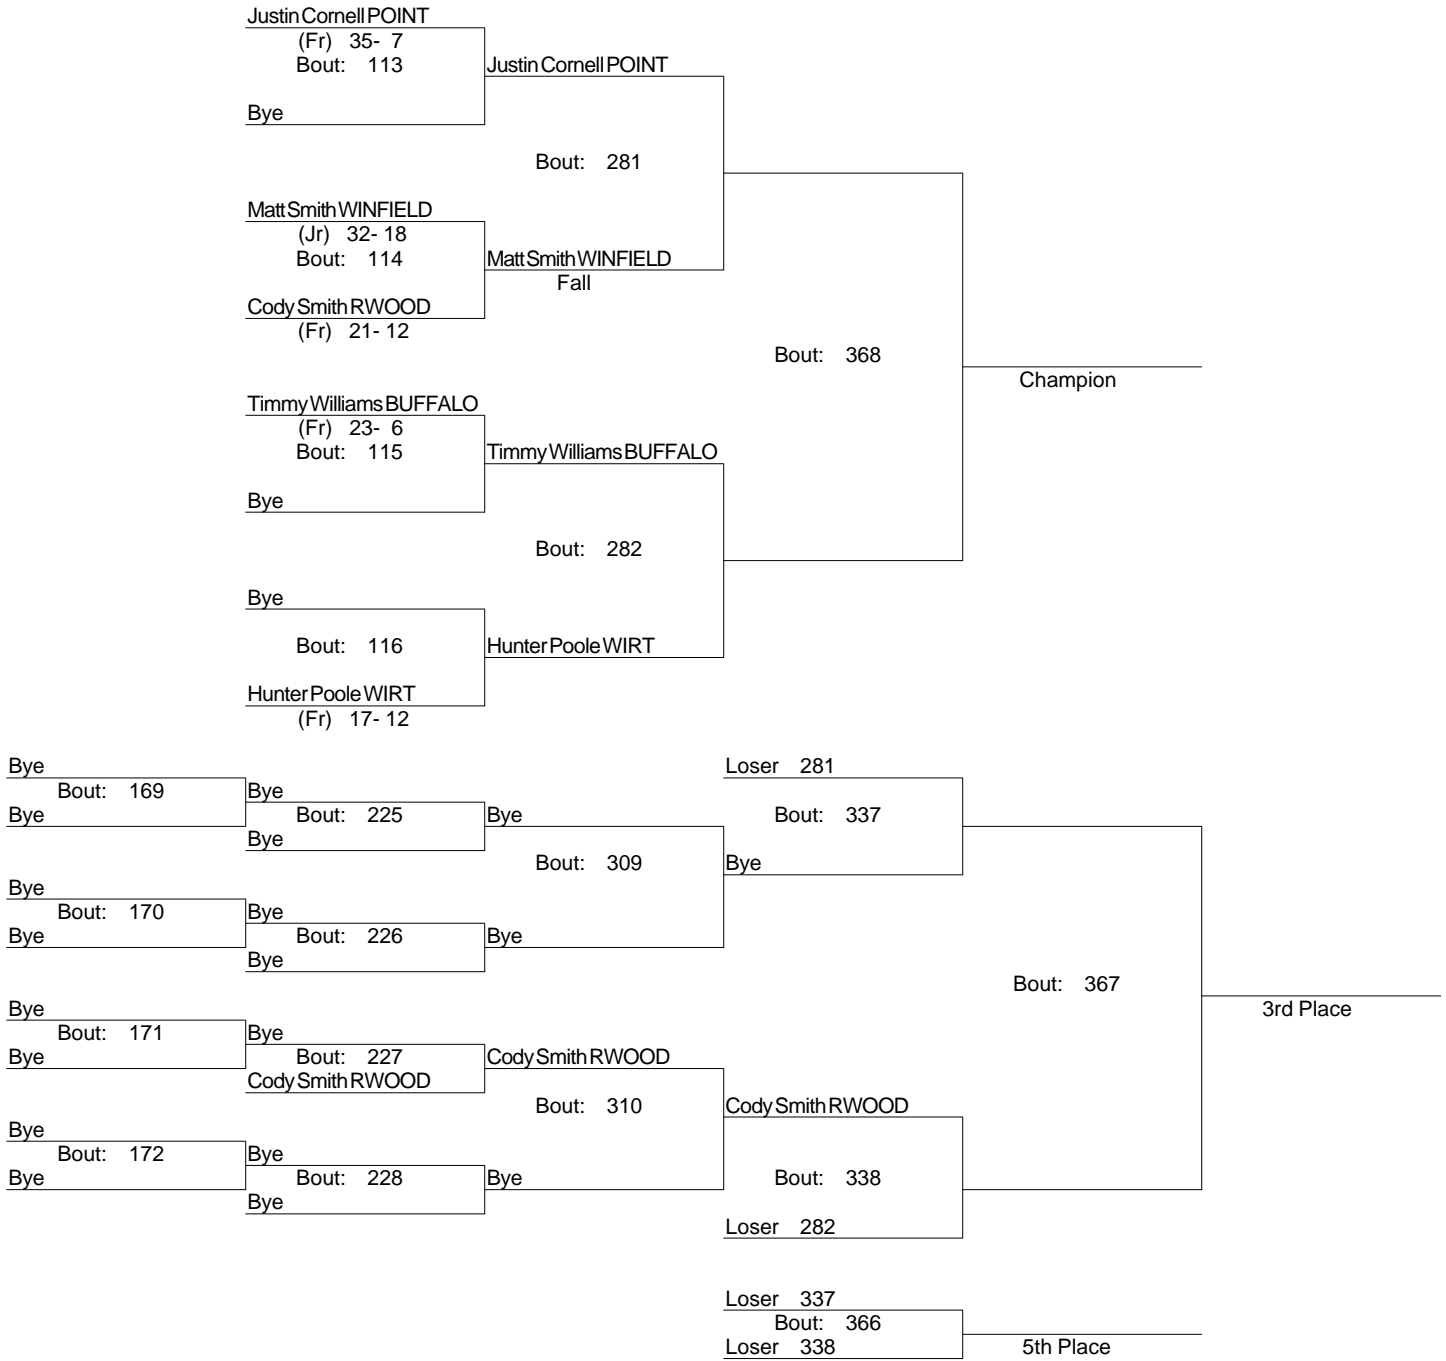 Justin Cornell POINT
(Fr) 35- 7
Bout: 113 Justin Cornell POINT
Bye
Bout: 281
Matt Smith WINFIELD
(Jr) 32- 18
Bout: 114 Matt Smith WINFIELD
Fall
Cody Smith RWOOD
(Fr) 21- 12
Bout: 368
Champion
Timmy Williams BUFFALO
(Fr) 23- 6
Bout: 115 Timmy Williams BUFFALO
Bye
Bout: 282
Bye
Bout: 116 Hunter Poole WIRT
Hunter Poole WIRT
(Fr) 17- 12
Bye Loser 281
Bout: 169 Bye
Bye Bout: 225 Bye Bout: 337
Bye
Bout: 309 Bye
Bye
Bout: 170 Bye
Bye Bout: 226 Bye
Bye
Bout: 367
Bye 3rd Place
Bout: 171 Bye
Bye Bout: 227 Cody Smith RWOOD
Cody Smith RWOOD
Bout: 310 Cody Smith RWOOD
Bye
Bout: 172 Bye
Bye Bout: 228 Bye Bout: 338
Bye
Loser 282
Loser 337
Bout: 366
Loser 338 5th Place